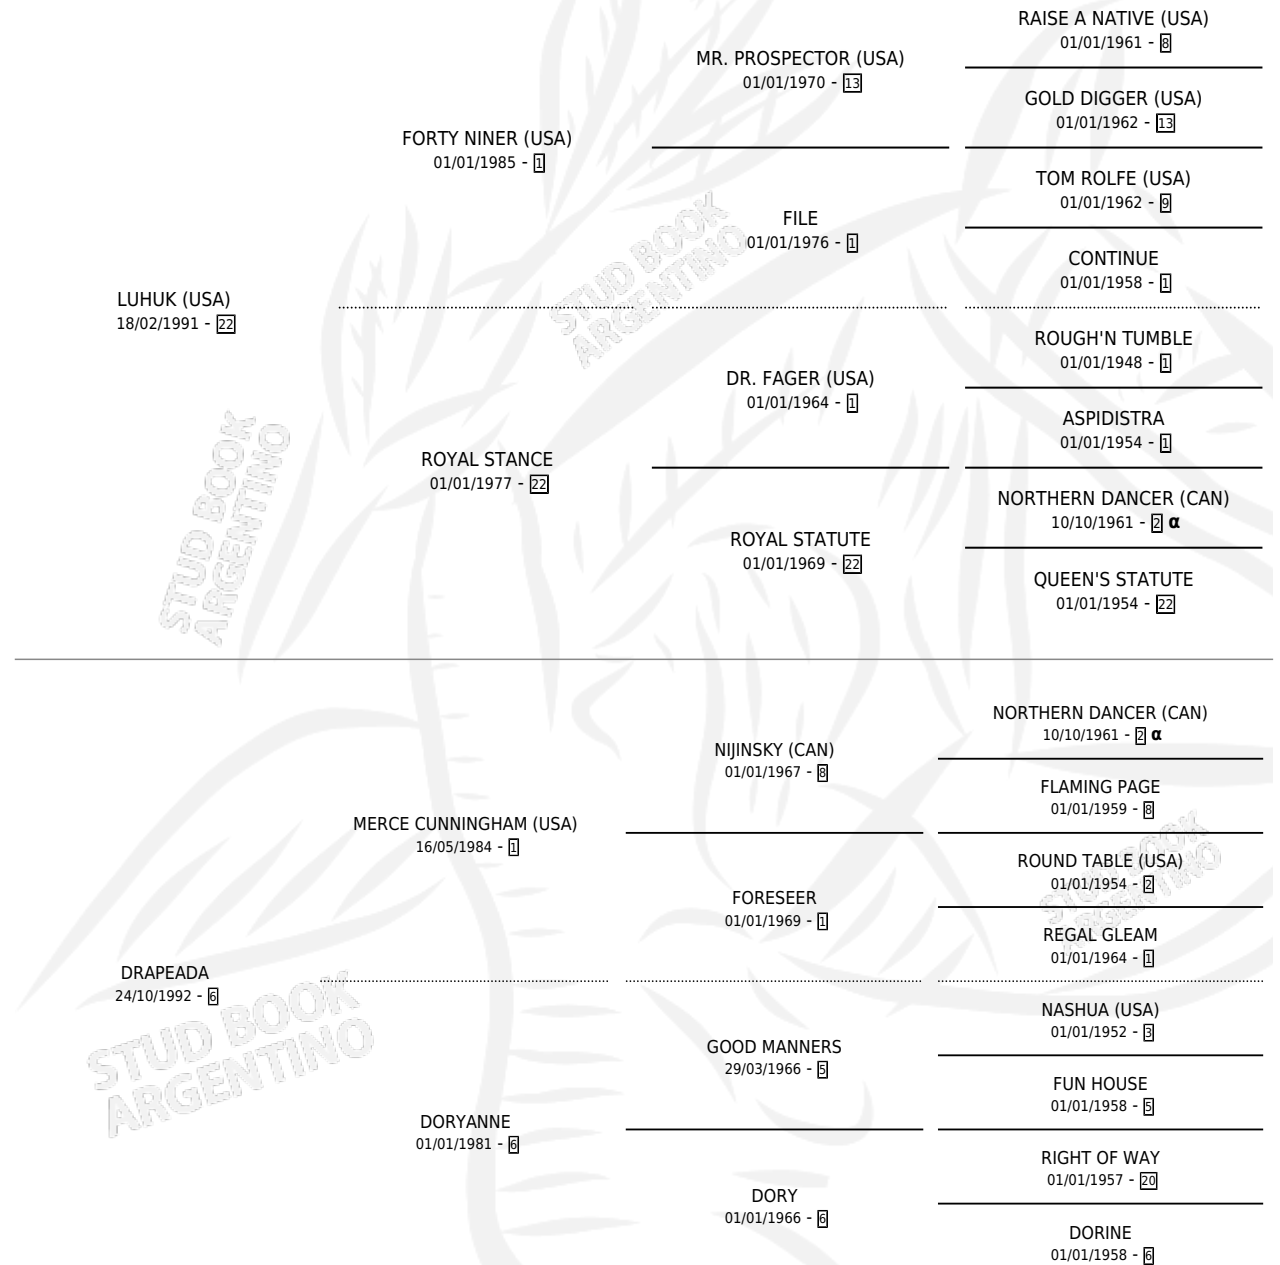 RAISE A NATIVE (USA)
01/01/1961 - 8
MR. PROSPECTOR (USA)
01/01/1970 - 13
GOLD DIGGER (USA)
01/01/1962 - 13
FORTY NINER (USA)
01/01/1985 - 1
TOM ROLFE (USA)
01/01/1962 - 9
FILE
01/01/1976 - 1
CONTINUE
01/01/1958 - 1
LUHUK (USA)
18/02/1991 - 22
ROUGH'N TUMBLE
01/01/1948 - 1
DR. FAGER (USA)
01/01/1964 - 1
ASPIDISTRA
01/01/1954 - 1
ROYAL STANCE
01/01/1977 - 22
NORTHERN DANCER (CAN)
10/10/1961 - 2 α
ROYAL STATUTE
01/01/1969 - 22
QUEEN'S STATUTE
01/01/1954 - 22
STUD BOOK
ARGENTINO
STUD BOOK
ARGENTINO
NORTHERN DANCER (CAN)
10/10/1961 - 2 α
NIJINSKY (CAN)
01/01/1967 - 8
FLAMING PAGE
01/01/1959 - 8
MERCE CUNNINGHAM (USA)
16/05/1984 - 1
ROUND TABLE (USA)
01/01/1954 - 2
FORESEER
01/01/1969 - 1
REGAL GLEAM
01/01/1964 - 1
DRAPEADA
24/10/1992 - 6
NASHUA (USA)
01/01/1952 - 3
GOOD MANNERS
29/03/1966 - 5
FUN HOUSE
01/01/1958 - 5
DORYANNE
01/01/1981 - 6
RIGHT OF WAY
01/01/1957 - 20
DORY
01/01/1966 - 6
DORINE
01/01/1958 - 6
STUD BOOK
ARGENTINO
STUD BOOK
ARGENTINO